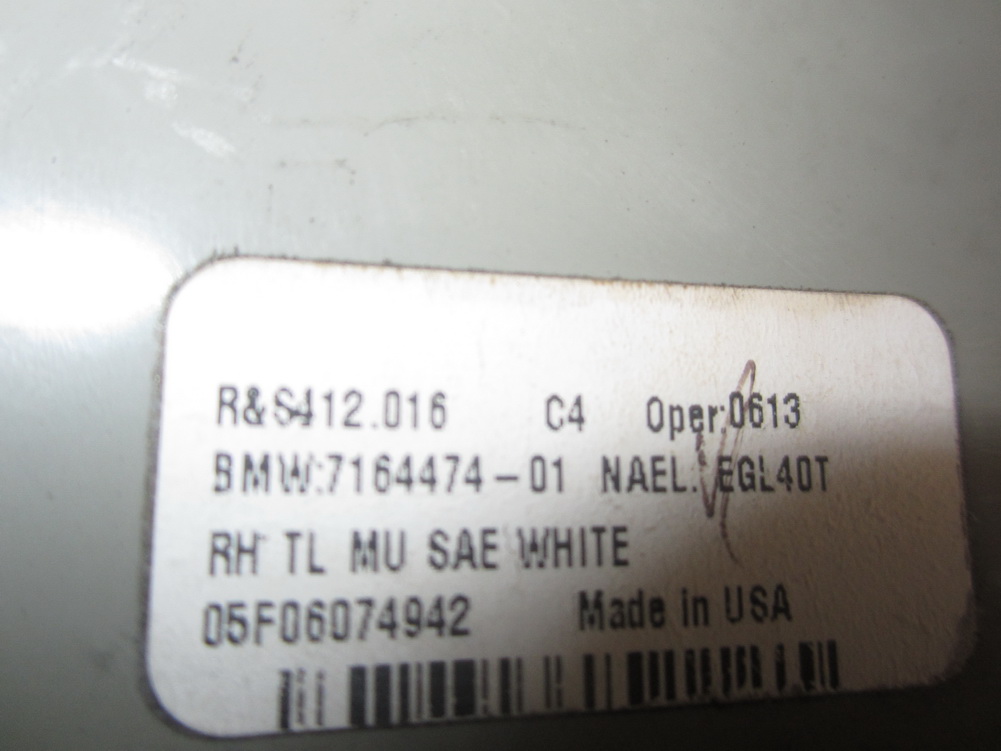 R&S412.016 C4 Oper:0613
BMW:7164474-01 NAEL: EGL40T
RH TL MU SAE WHITE
05F06074942 Made in USA